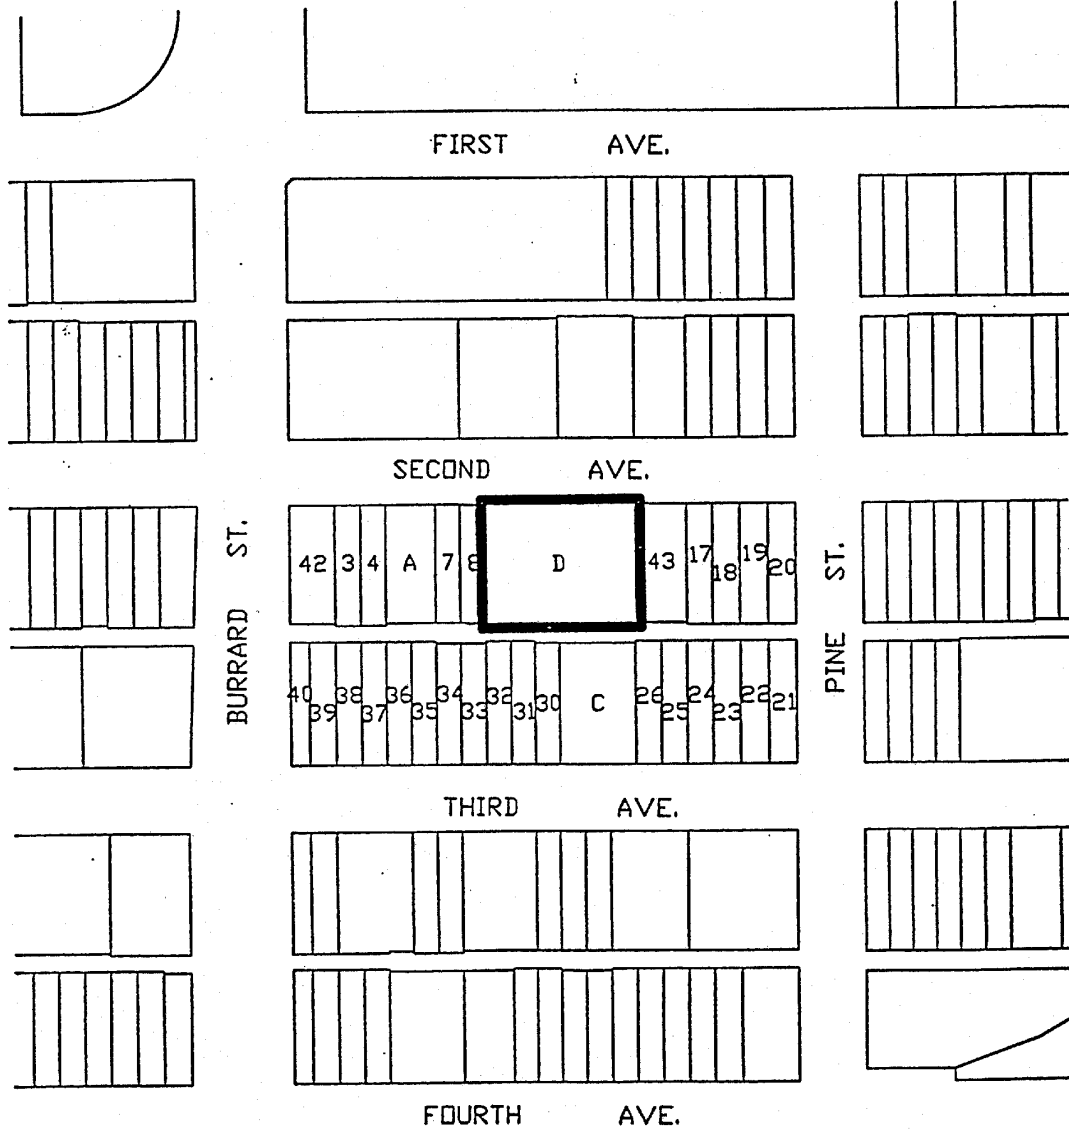 FIRST AVE.
SECOND AVE.
BURRARD ST.
42 3 4 A 7 8 D 43 17 18 19 20
PINE ST.
40 39 38 37 36 35 34 33 32 31 30 C 26 25 24 23 22 21
THIRD AVE.
FOURTH AVE.